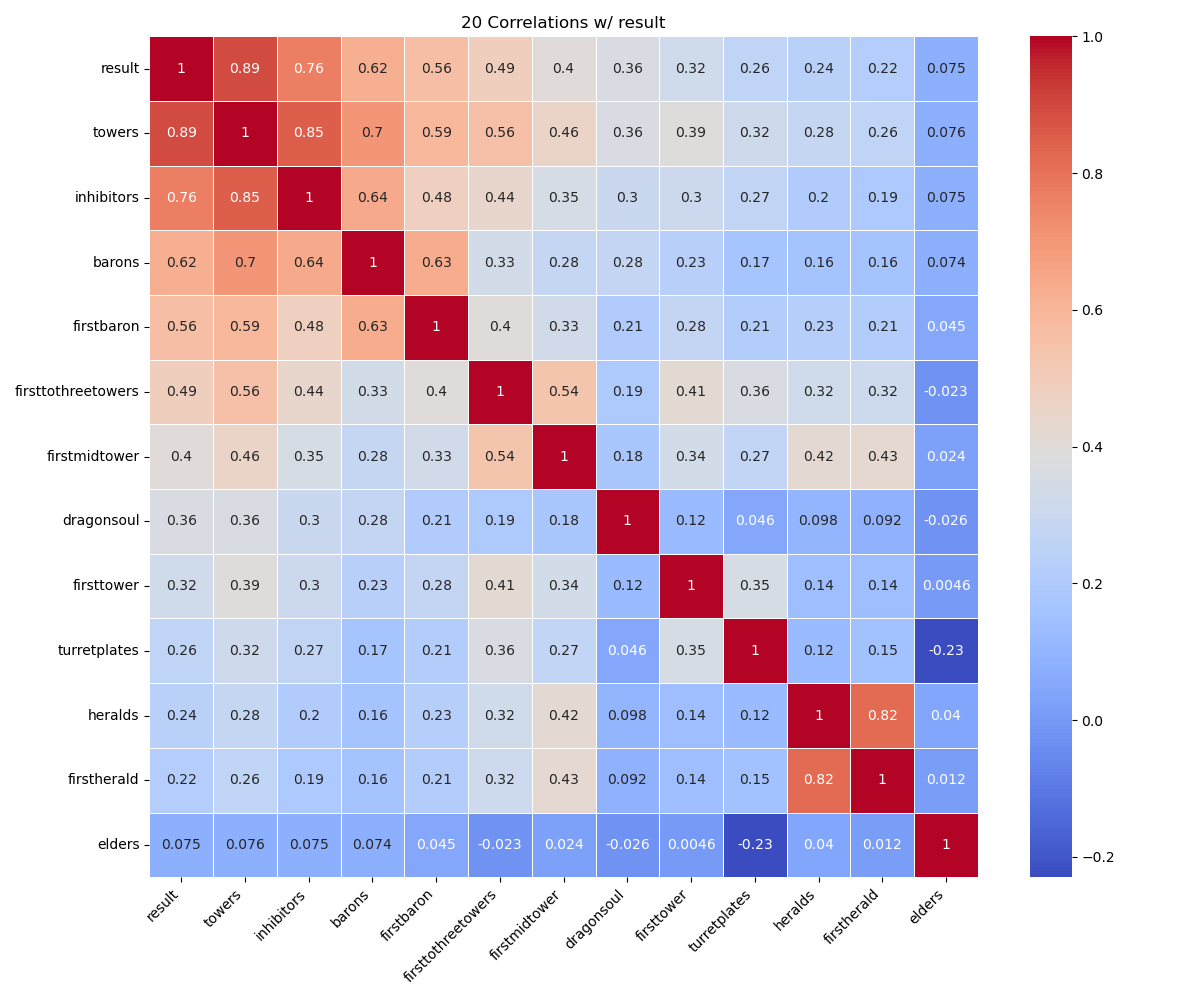 20 Correlations w/ result
result 1 0.89 0.76 0.62 0.56 0.49 0.4 0.36 0.32 0.26 0.24 0.22 0.075
towers 0.89 1 0.85 0.7 0.59 0.56 0.46 0.36 0.39 0.32 0.28 0.26 0.076
inhibitors 0.76 0.85 1 0.64 0.48 0.44 0.35 0.3 0.3 0.27 0.2 0.19 0.075
barons 0.62 0.7 0.64 1 0.63 0.33 0.28 0.28 0.23 0.17 0.16 0.16 0.074
firstbaron 0.56 0.59 0.48 0.63 1 0.4 0.33 0.21 0.28 0.21 0.23 0.21 0.045
firsttothreetowers 0.49 0.56 0.44 0.33 0.4 1 0.54 0.19 0.41 0.36 0.32 0.32 -0.023
firstmidtower 0.4 0.46 0.35 0.28 0.33 0.54 1 0.18 0.34 0.27 0.42 0.43 0.024
dragonsoul 0.36 0.36 0.3 0.28 0.21 0.19 0.18 1 0.12 0.046 0.098 0.092 -0.026
firsttower 0.32 0.39 0.3 0.23 0.28 0.41 0.34 0.12 1 0.35 0.14 0.14 0.0046
turretplates 0.26 0.32 0.27 0.17 0.21 0.36 0.27 0.046 0.35 1 0.12 0.15 -0.23
heralds 0.24 0.28 0.2 0.16 0.23 0.32 0.42 0.098 0.14 0.12 1 0.82 0.04
firstherald 0.22 0.26 0.19 0.16 0.21 0.32 0.43 0.092 0.14 0.15 0.82 1 0.012
elders 0.075 0.076 0.075 0.074 0.045 -0.023 0.024 -0.026 0.0046 -0.23 0.04 0.012 1
result towers inhibitors barons firstbaron firsttothreetowers firstmidtower dragonsoul firsttower turretplates heralds firstherald elders
1.0
0.8
0.6
0.4
0.2
0.0
−0.2